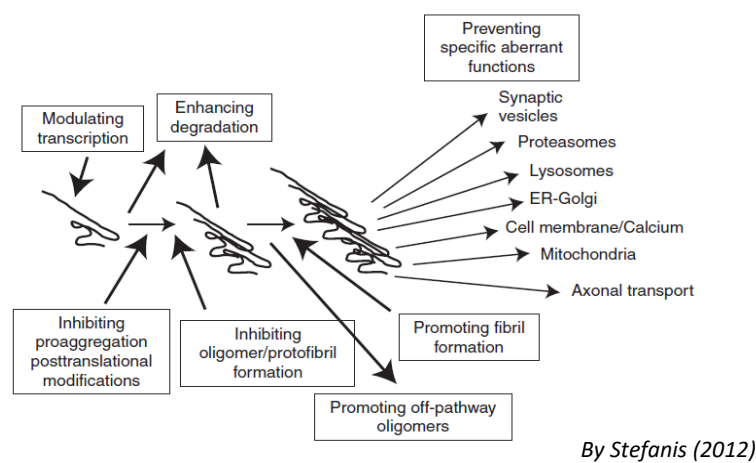 Preventing
specific aberrant
functions
Synaptic
vesicles
Modulating
transcription
Enhancing
degradation
Proteasomes
Lysosomes
ER-Golgi
Cell membrane/Calcium
Mitochondria
Axonal transport
Inhibiting
proaggregation
posttranslational
modifications
Inhibiting
oligomer/protofibril
formation
Promoting fibril
formation
Promoting off-pathway
oligomers
By Stefanis (2012)